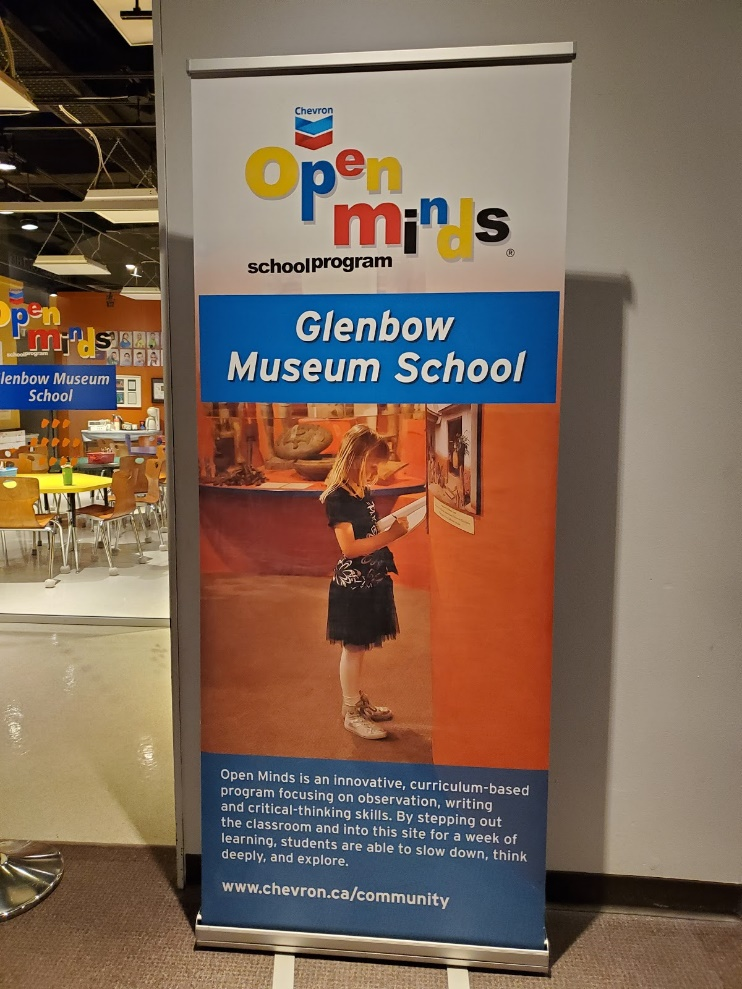 Chevron
Open
minds
®
schoolprogram
Glenbow
Museum School
Open Minds is an innovative, curriculum-based
program focusing on observation, writing
and critical-thinking skills. By stepping out
the classroom and into this site for a week of
learning, students are able to slow down, think
deeply, and explore.
www.chevron.ca/community
Open
minds
schoolprogram
lenbow Museum
School